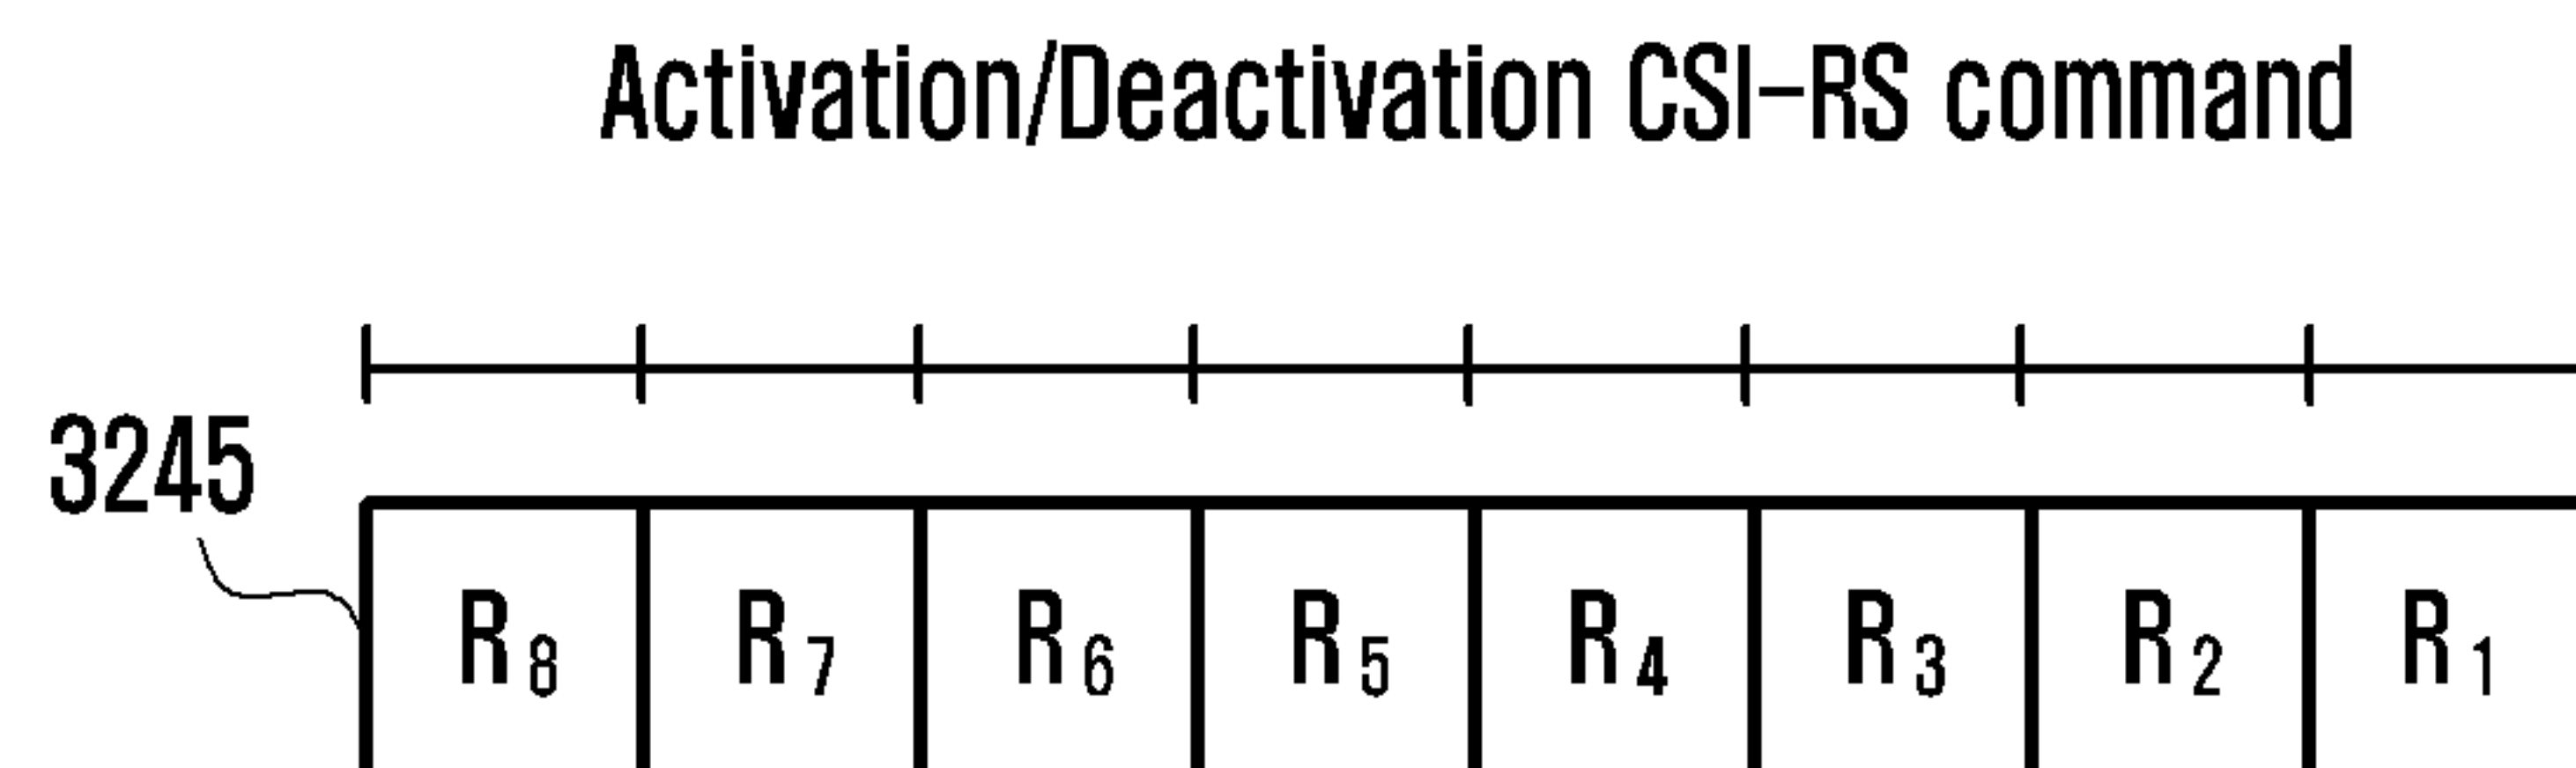 Activation/Deactivation CSI-RS command
3245
R8 R7 R6 R5 R4 R3 R2 R1